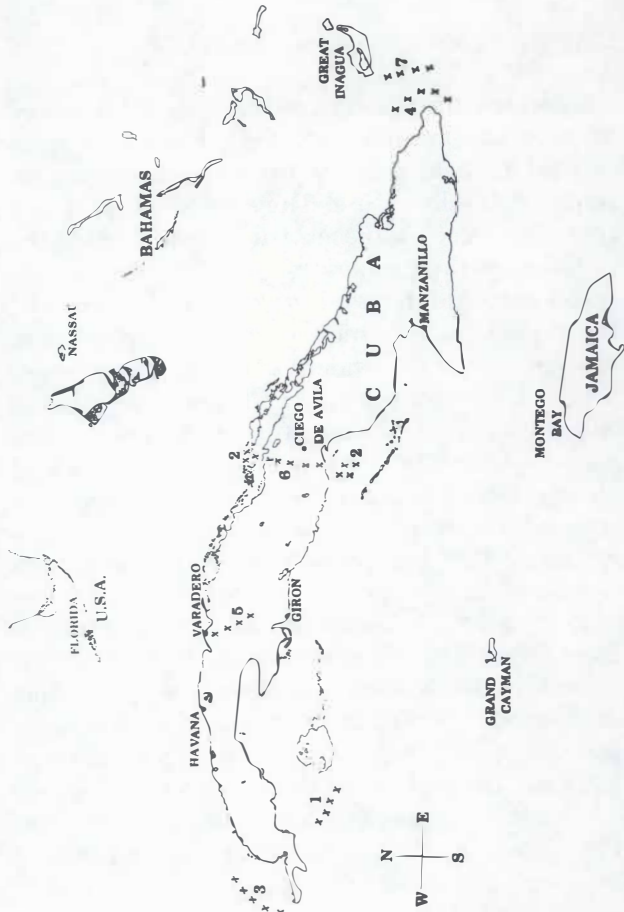 FLORIDA
U.S.A.
NASSAU
BAHAMAS
GREAT
INAGUA
7
4
HAVANA
VARADERO
5
2
6
CIEGO
DE AVILA
2
CUBA
GIRON
MANZANILLO
1
3
N
W E
S
GRAND
CAYMAN
MONTEGO
BAY
JAMAICA